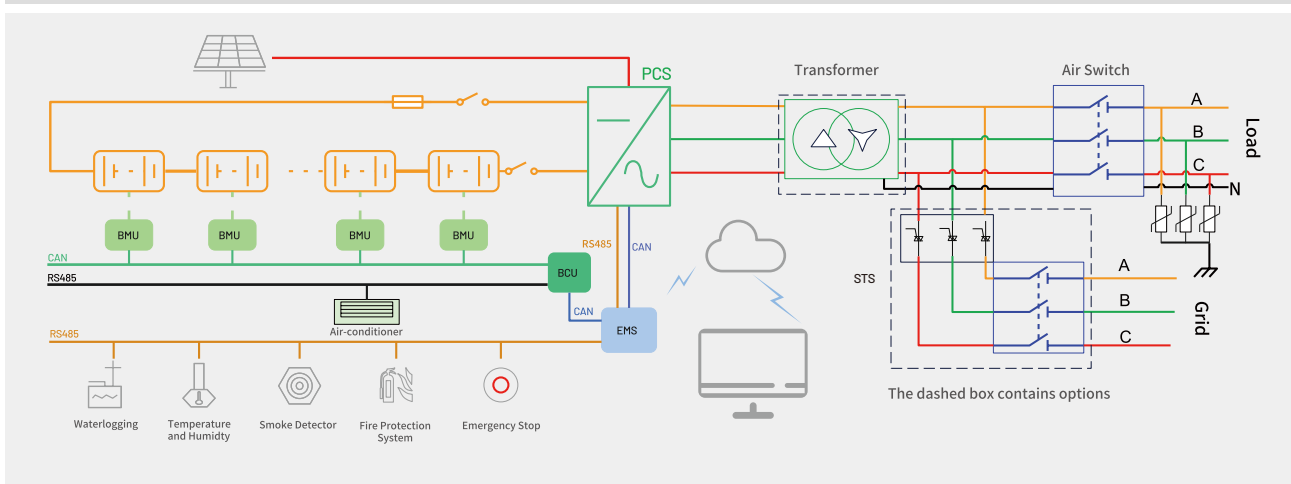 PCS
Transformer
Air Switch
A
B
C
N
Load
BMU
BMU
BMU
BMU
CAN
RS485
BCU
RS485
CAN
CAN
EMS
Air-conditioner
RS485
STS
A
B
C
Grid
The dashed box contains options
Waterlogging
Temperature
and Humidty
Smoke Detector
Fire Protection
System
Emergency Stop